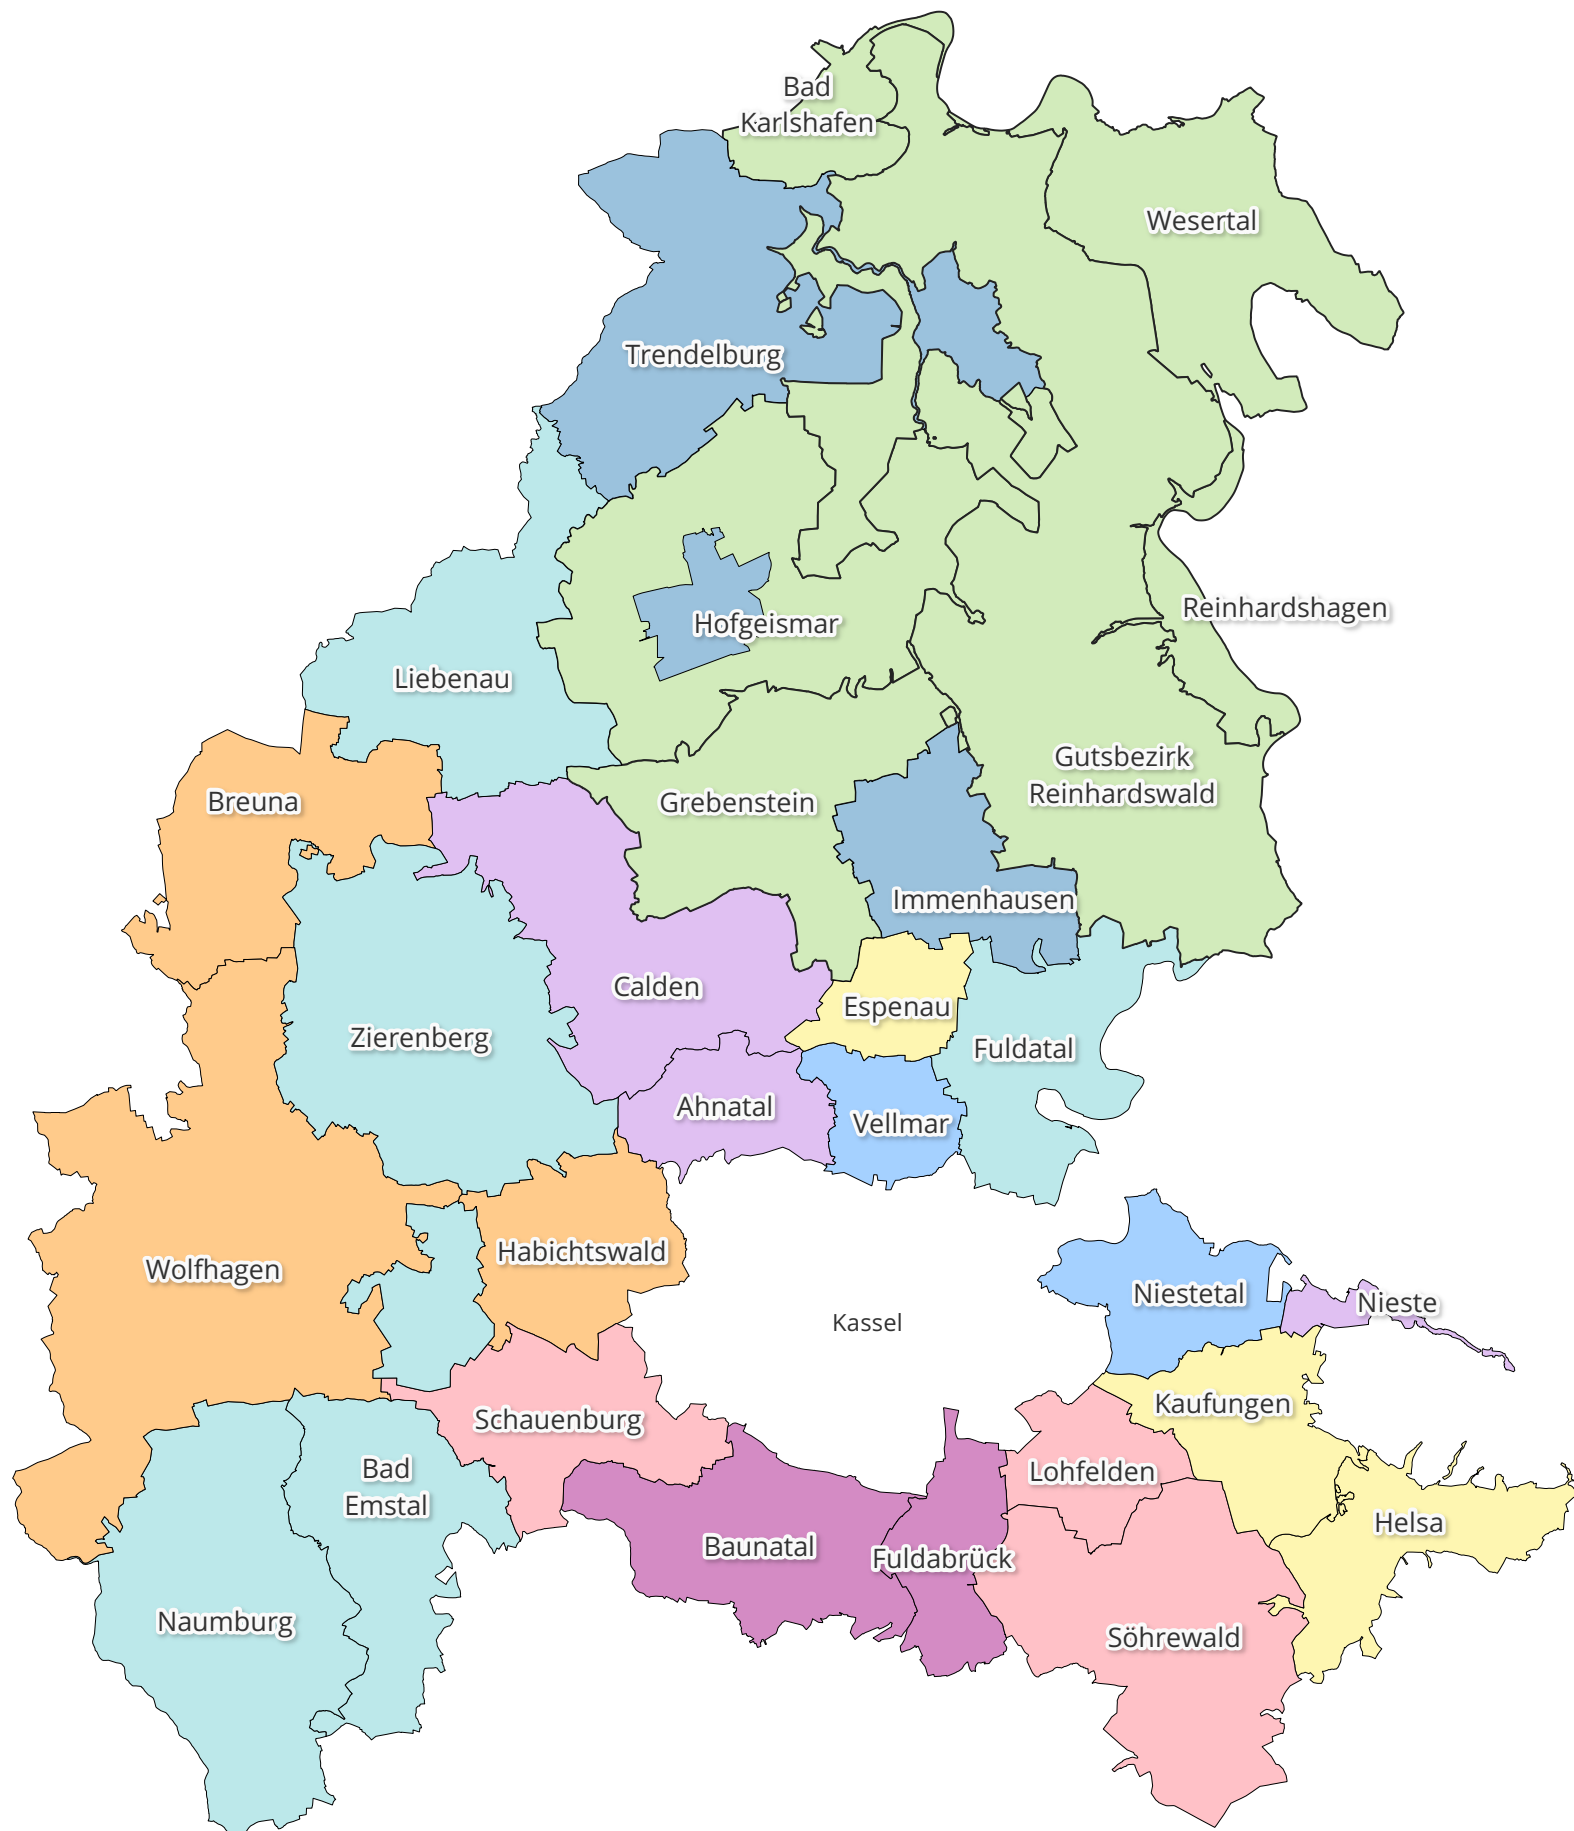 Bad
Karlshafen
Wesertal
Trendelburg
Reinhardshagen
Hofgeismar
Liebenau
Gutsbezirk
Reinhardswald
Breuna
Grebenstein
Immenhausen
Calden
Espenau
Zierenberg
Fuldatal
Ahnatal
Vellmar
Habichtswald
Wolfhagen
Niestetal
Nieste
Kassel
Kaufungen
Schauenburg
Bad
Emstal
Lohfelden
Helsa
Baunatal
Fuldabrück
Naumburg
Söhrewald